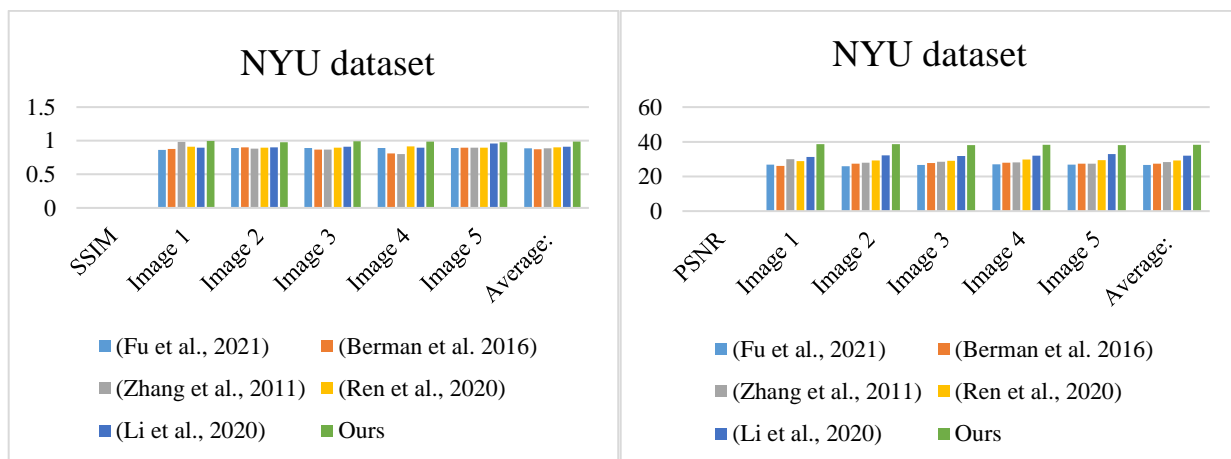 NYU dataset
1.5
1
0.5
0
SSIM
Image 1
Image 2
Image 3
Image 4
Image 5
Average:
(Fu et al., 2021)
(Berman et al. 2016)
(Zhang et al., 2011)
(Ren et al., 2020)
(Li et al., 2020)
Ours
NYU dataset
60
40
20
0
PSNR
Image 1
Image 2
Image 3
Image 4
Image 5
Average:
(Fu et al., 2021)
(Berman et al. 2016)
(Zhang et al., 2011)
(Ren et al., 2020)
(Li et al., 2020)
Ours